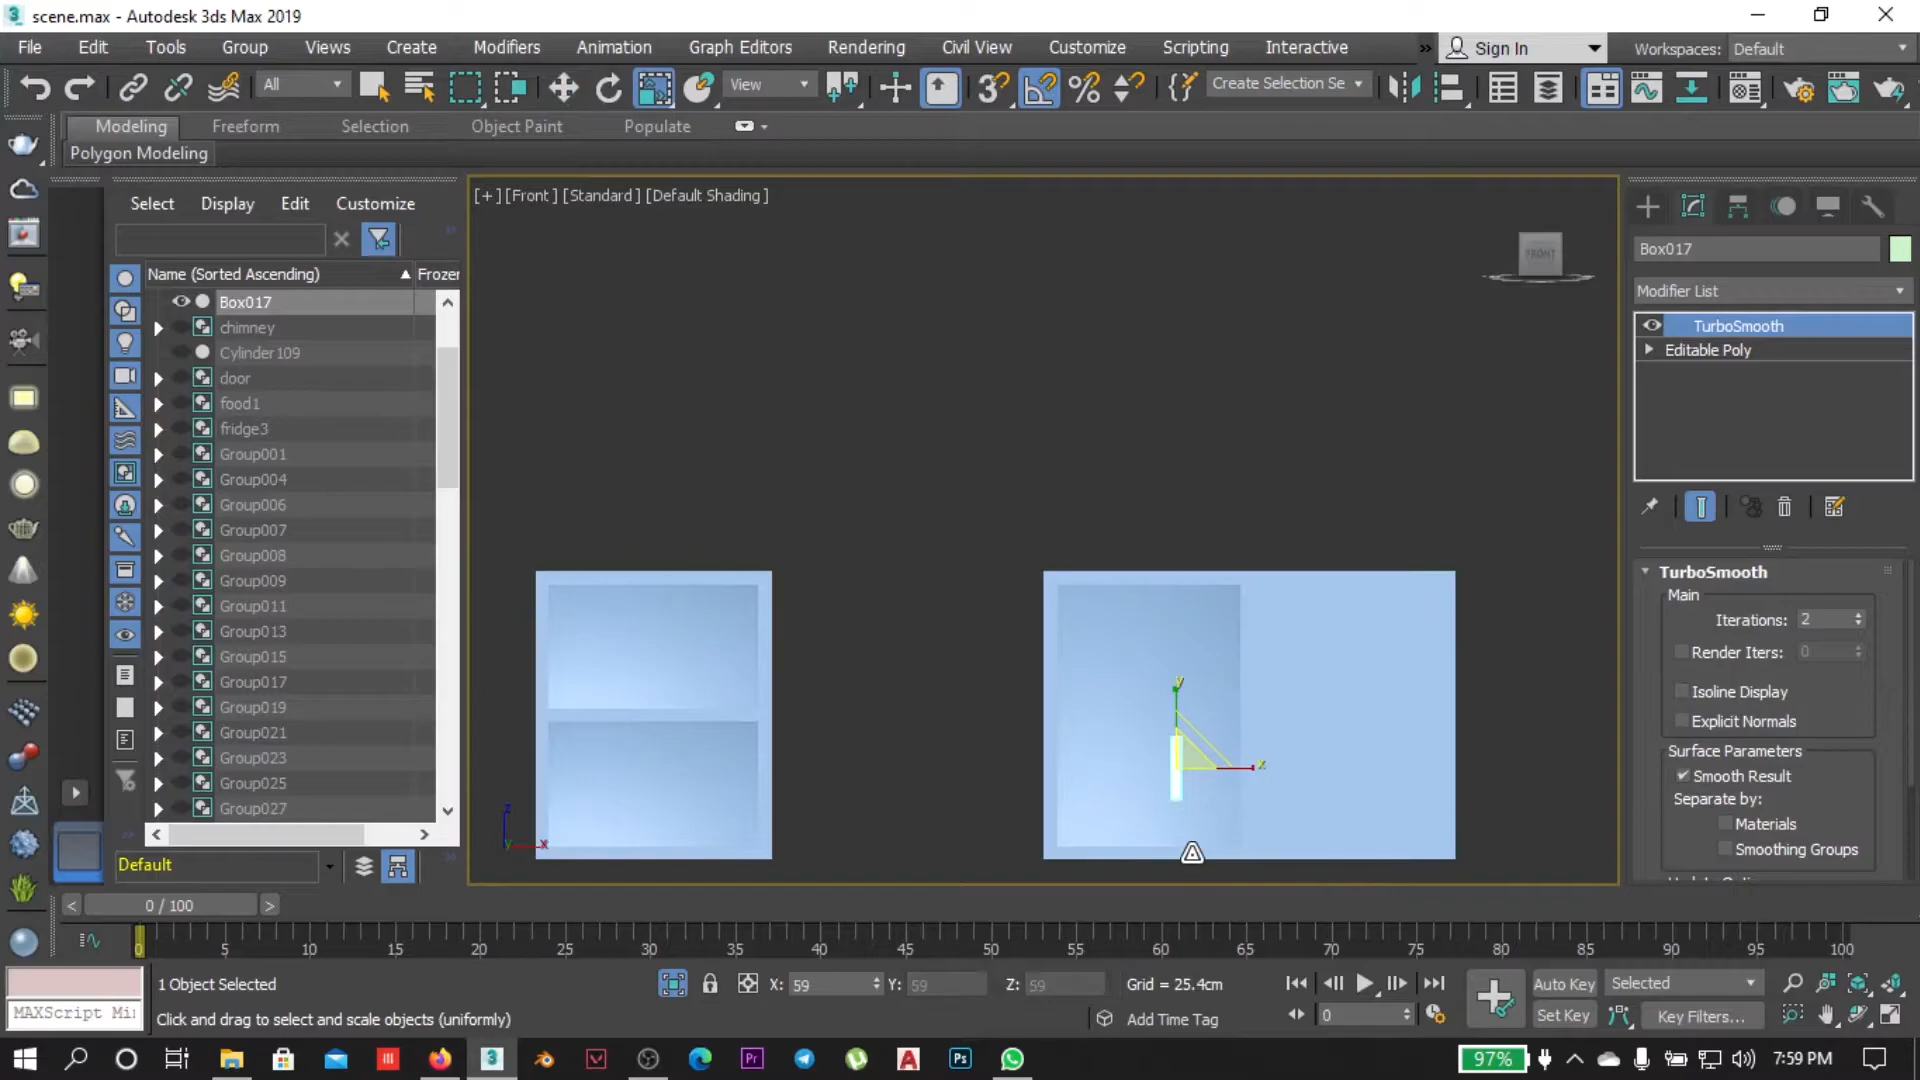 scene.max - Autodesk 3ds Max 2019
File Edit Tools Group Views Create Modifiers Animation Graph Editors Rendering Civil View Customize Scripting Interactive » Sign In Workspaces: Default
All View Create Selection Se
Modeling Freeform Selection Object Paint Populate
Polygon Modeling
Select Display Edit Customize
[+] [Front ] [Standard ] [Default Shading ]
FRONT
Name (Sorted Ascending) Frozer
Box017
chimney
Cylinder109
door
food1
fridge3
Group001
Group004
Group006
Group007
Group008
Group009
Group011
Group013
Group015
Group017
Group019
Group021
Group023
Group025
Group027
Default
y
x
z
y x
Box017
Modifier List
TurboSmooth
Editable Poly
TurboSmooth
Main
Iterations: 2
Render Iters: 0
Isoline Display
Explicit Normals
Surface Parameters
Smooth Result
Separate by:
Materials
Smoothing Groups
< 0 / 100 >
0 5 10 15 20 25 30 35 40 45 50 55 60 65 70 75 80 85 90 95 100
1 Object Selected X: 59 Y: 59 Z: 59 Grid = 25.4cm Auto Key Selected
MAXScript Mi Click and drag to select and scale objects (uniformly) Add Time Tag 0 Set Key Key Filters...
97% 7:59 PM